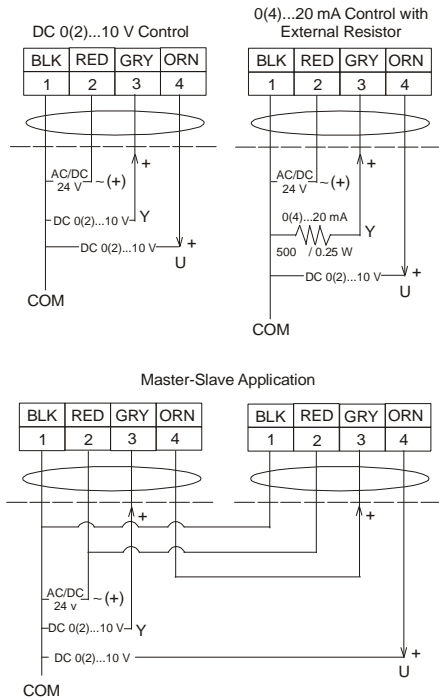 DC 0(2)...10 V Control
BLK RED GRY ORN
1 2 3 4
+
AC/DC
24 V ~(+)
DC 0(2)...10 V Y
DC 0(2)...10 V +
U
COM
0(4)...20 mA Control with
External Resistor
BLK RED GRY ORN
1 2 3 4
+
AC/DC
24 V ~(+)
0(4)...20 mA
Y
500 / 0.25 W
DC 0(2)...10 V +
U
COM
Master-Slave Application
BLK RED GRY ORN BLK RED GRY ORN
1 2 3 4 1 2 3 4
+ +
AC/DC
24 v ~(+)
DC 0(2)...10 V Y
DC 0(2)...10 V +
U
COM